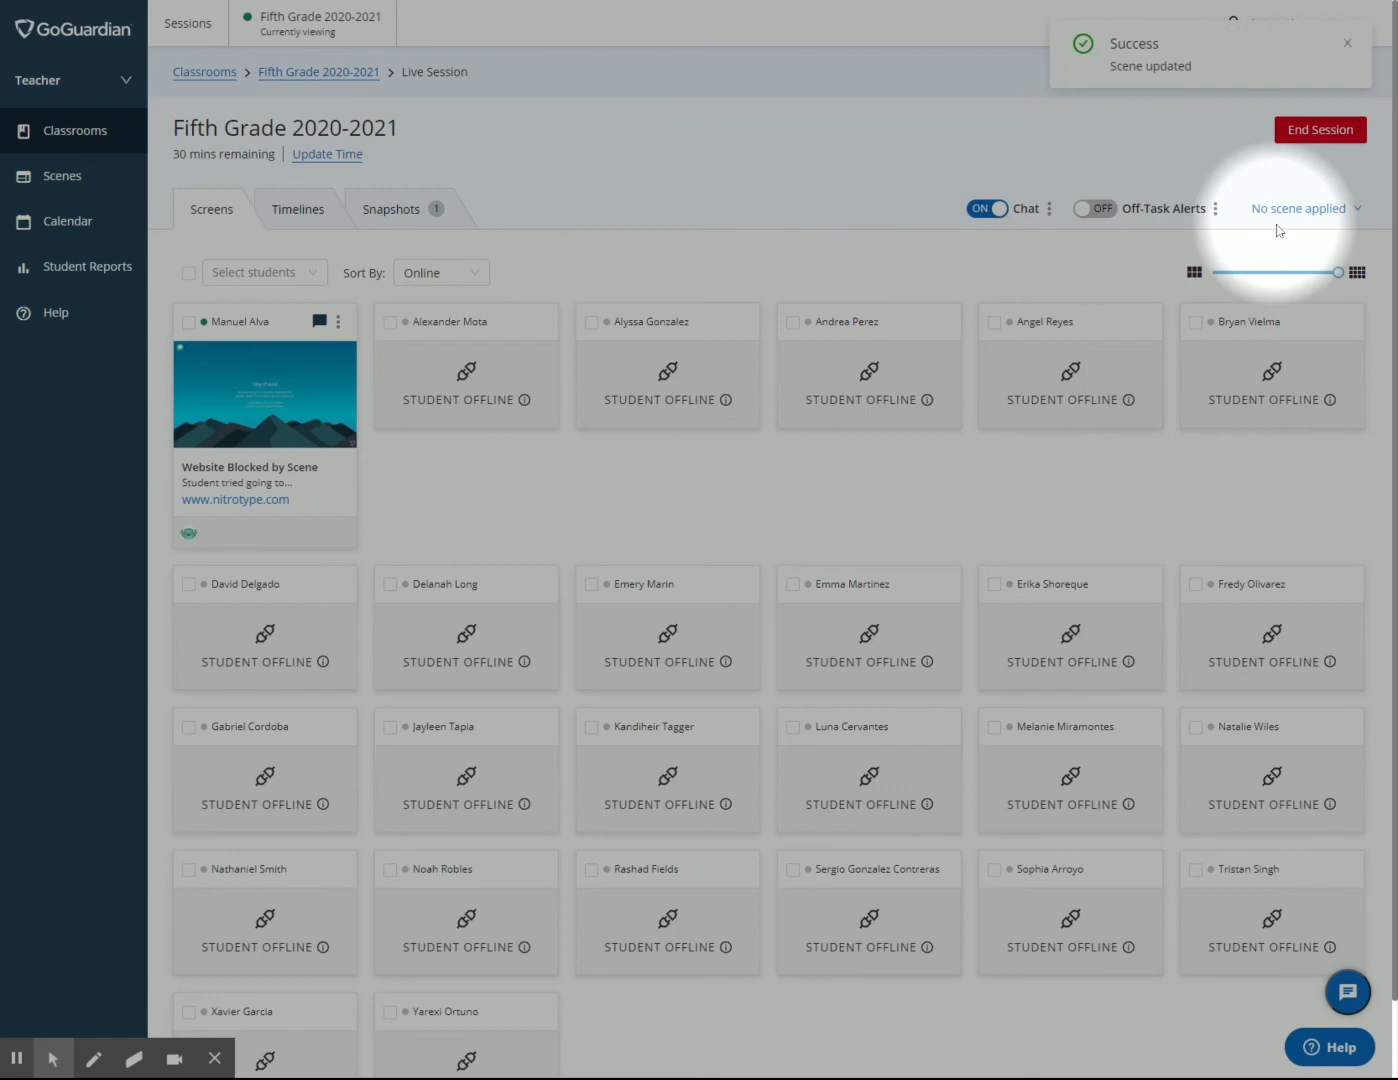 GoGuardian
Sessions
Fifth Grade 2020-2021
Currently viewing
Success
Scene updated
Teacher
Classrooms > Fifth Grade 2020-2021 > Live Session
Classrooms
Scenes
Calendar
Student Reports
Help
Fifth Grade 2020-2021
End Session
30 mins remaining | Update Time
Screens
Timelines
Snapshots 1
ON Chat
OFF Off-Task Alerts
No scene applied
Select students
Sort By: Online
Manuel Alva
Website Blocked by Scene
Student tried going to...
www.nitrotype.com
Alexander Mota
STUDENT OFFLINE
Alyssa Gonzalez
STUDENT OFFLINE
Andrea Perez
STUDENT OFFLINE
Angel Reyes
STUDENT OFFLINE
Bryan Vielma
STUDENT OFFLINE
David Delgado
STUDENT OFFLINE
Delanah Long
STUDENT OFFLINE
Emery Marin
STUDENT OFFLINE
Emma Martinez
STUDENT OFFLINE
Erika Shoreque
STUDENT OFFLINE
Fredy Olivarez
STUDENT OFFLINE
Gabriel Cordoba
STUDENT OFFLINE
Jayleen Tapia
STUDENT OFFLINE
Kandiheir Tagger
STUDENT OFFLINE
Luna Cervantes
STUDENT OFFLINE
Melanie Miramontes
STUDENT OFFLINE
Natalie Wiles
STUDENT OFFLINE
Nathaniel Smith
STUDENT OFFLINE
Noah Robles
STUDENT OFFLINE
Rashad Fields
STUDENT OFFLINE
Sergio Gonzalez Contreras
STUDENT OFFLINE
Sophia Arroyo
STUDENT OFFLINE
Tristan Singh
STUDENT OFFLINE
Xavier Garcia
Yarexi Ortuno
Help